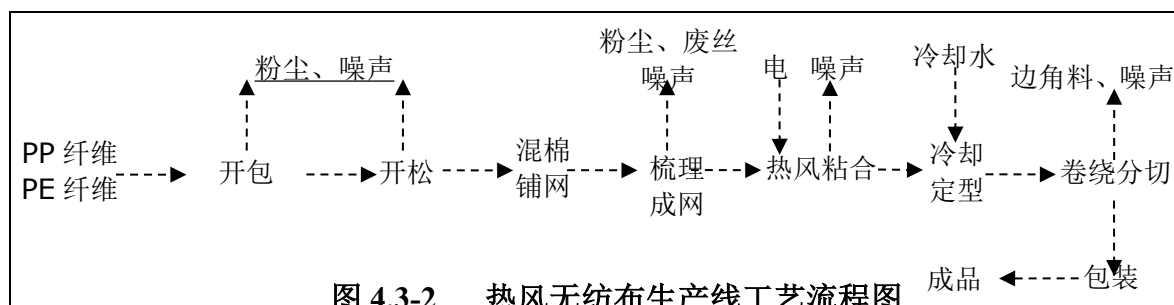 粉尘、废丝
噪声
粉尘、噪声
电
噪声
冷却水
边角料、噪声
PP 纤维
PE 纤维
开包
开松
混棉
铺网
梳理
成网
热风粘合
冷却
定型
卷绕分切
成品
包装
图 4.3-2 热风无纺布生产线工艺流程图